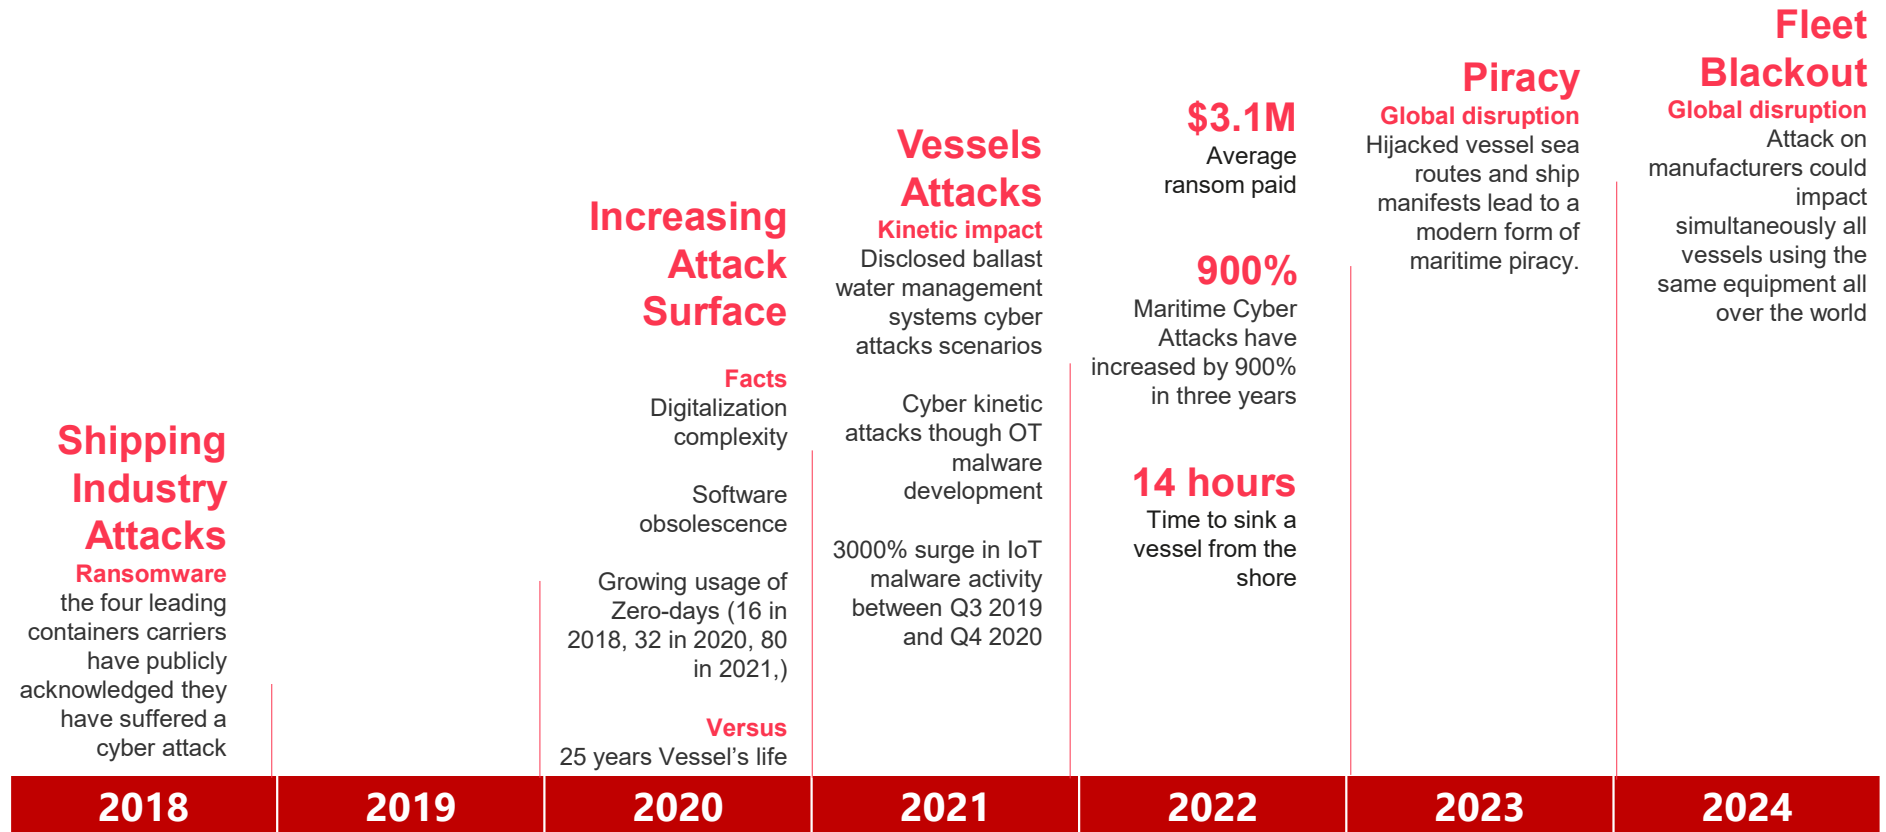 Shipping
Industry
Attacks
Ransomware
the four leading
containers carriers
have publicly
acknowledged they
have suffered a
cyber attack
Increasing
Attack
Surface
Facts
Digitalization
complexity
Software
obsolescence
Growing usage of
Zero-days (16 in
2018, 32 in 2020, 80
in 2021,)
Versus
25 years Vessel’s life
Vessels
Attacks
Kinetic impact
Disclosed ballast
water management
systems cyber
attacks scenarios
Cyber kinetic
attacks though OT
malware
development
3000% surge in IoT
malware activity
between Q3 2019
and Q4 2020
$3.1M
Average
ransom paid
900%
Maritime Cyber
Attacks have
increased by 900%
in three years
14 hours
Time to sink a
vessel from the
shore
Piracy
Global disruption
Hijacked vessel sea
routes and ship
manifests lead to a
modern form of
maritime piracy.
Fleet
Blackout
Global disruption
Attack on
manufacturers could
impact
simultaneously all
vessels using the
same equipment all
over the world
2018 2019 2020 2021 2022 2023 2024